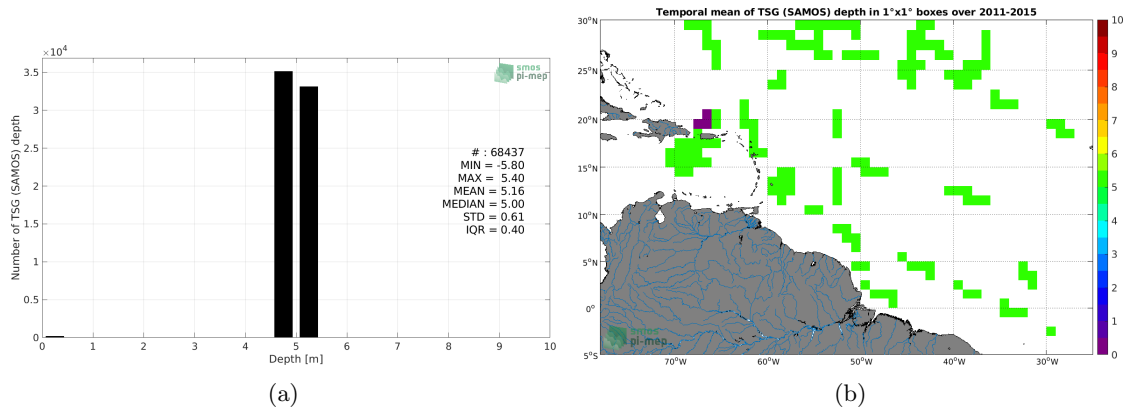 ×10⁴
3.5
3
2.5
2
1.5
1
0.5
0
Number of TSG (SAMOS) depth
smos
pi-mep
# : 68437
MIN = -5.80
MAX = 5.40
MEAN = 5.16
MEDIAN = 5.00
STD = 0.61
IQR = 0.40
0 1 2 3 4 5 6 7 8 9 10
Depth [m]
(a)
Temporal mean of TSG (SAMOS) depth in 1°x1° boxes over 2011-2015
30°N
25°N
20°N
15°N
10°N
5°N
0°
5°S
70°W 60°W 50°W 40°W 30°W
smos
pi-mep
10
9
8
7
6
5
4
3
2
1
0
(b)